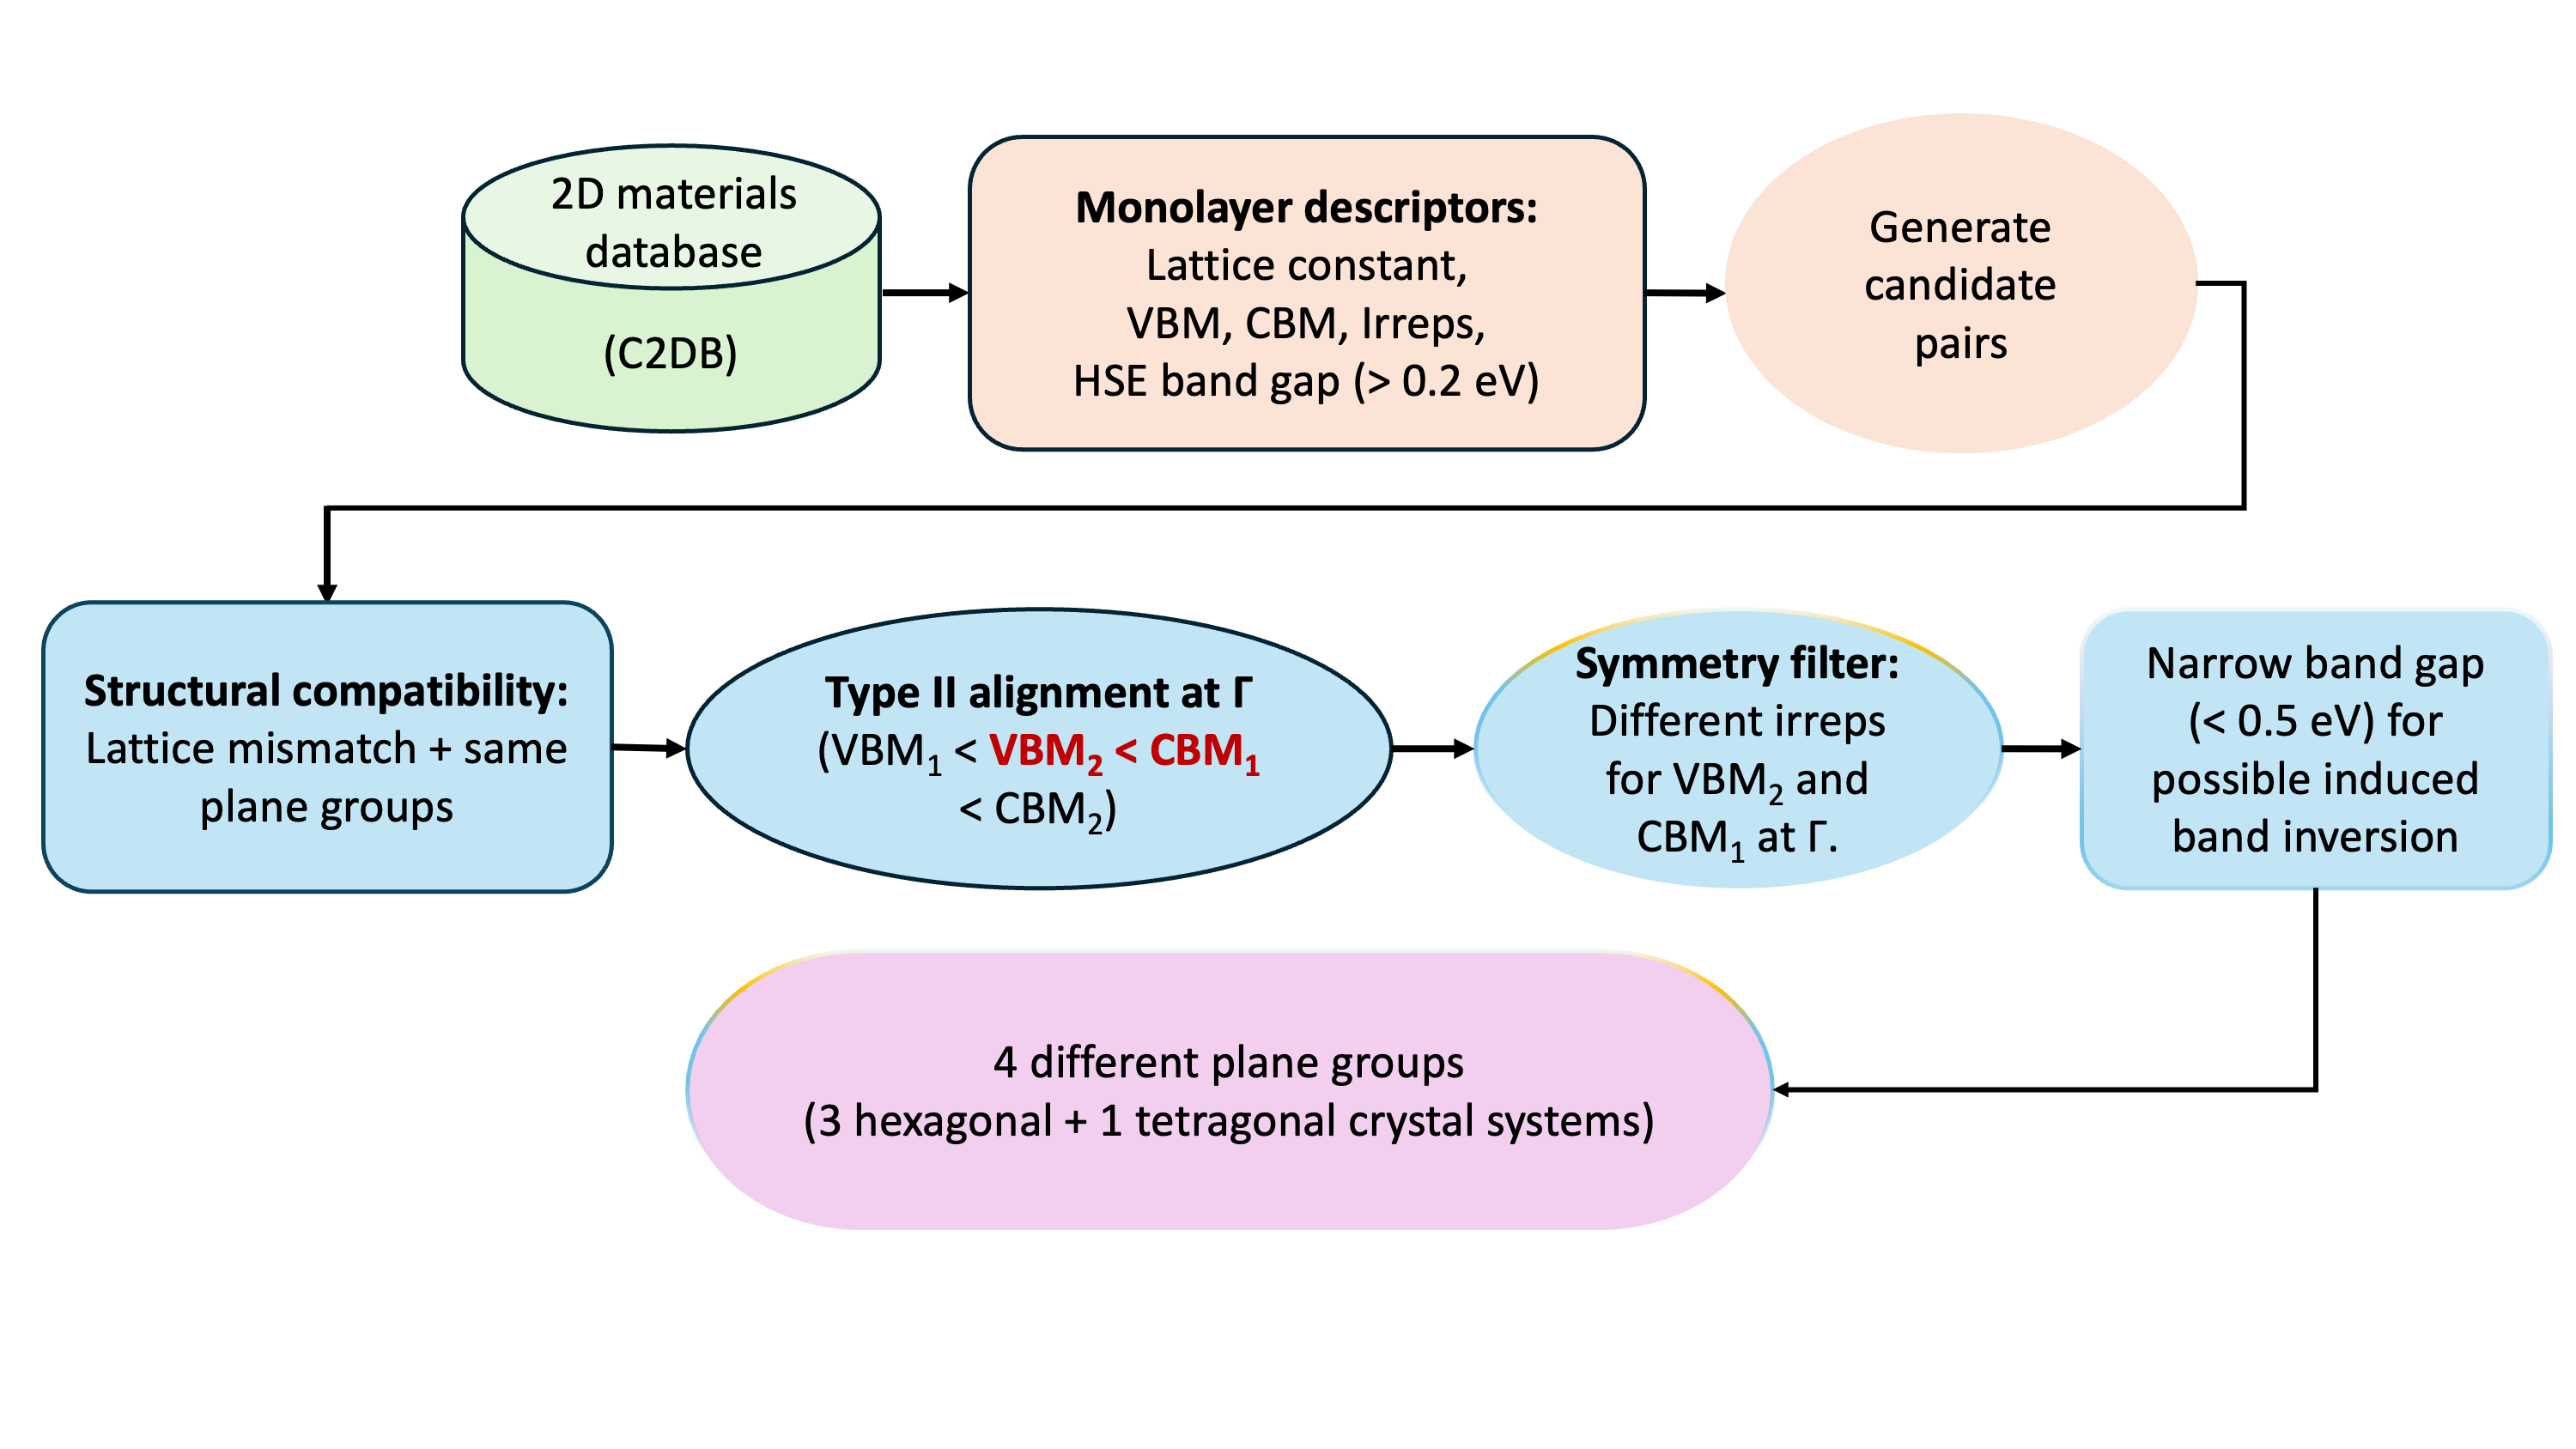 2D materials
database
(C2DB)
Monolayer descriptors:
Lattice constant,
VBM, CBM, Irreps,
HSE band gap (> 0.2 eV)
Generate
candidate
pairs
Structural compatibility:
Lattice mismatch + same
plane groups
Type II alignment at Γ
(VBM₁ < VBM₂ < CBM₁
< CBM₂)
Symmetry filter:
Different irreps
for VBM₂ and
CBM₁ at Γ.
Narrow band gap
(< 0.5 eV) for
possible induced
band inversion
4 different plane groups
(3 hexagonal + 1 tetragonal crystal systems)